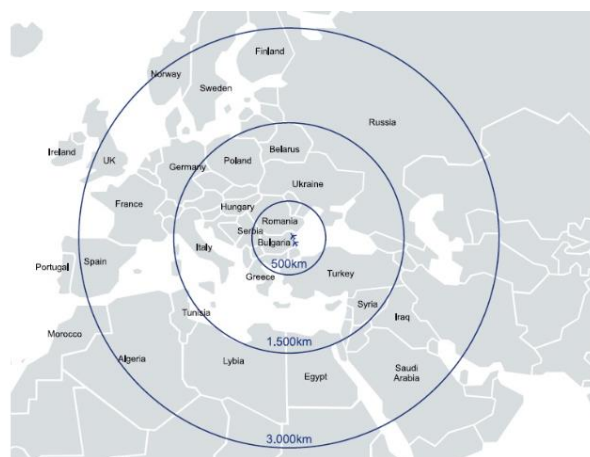 Finland
Norway
Sweden
Russia
Ireland
UK
Germany
Poland
Belarus
Ukraine
France
Hungary
Romania
Serbia
Bulgaria
Italy
Portugal
Spain
500km
Greece
Turkey
Syria
Iraq
Tunisia
Morocco
1.500km
Algeria
Lybia
Egypt
Saudi
Arabia
3.000km